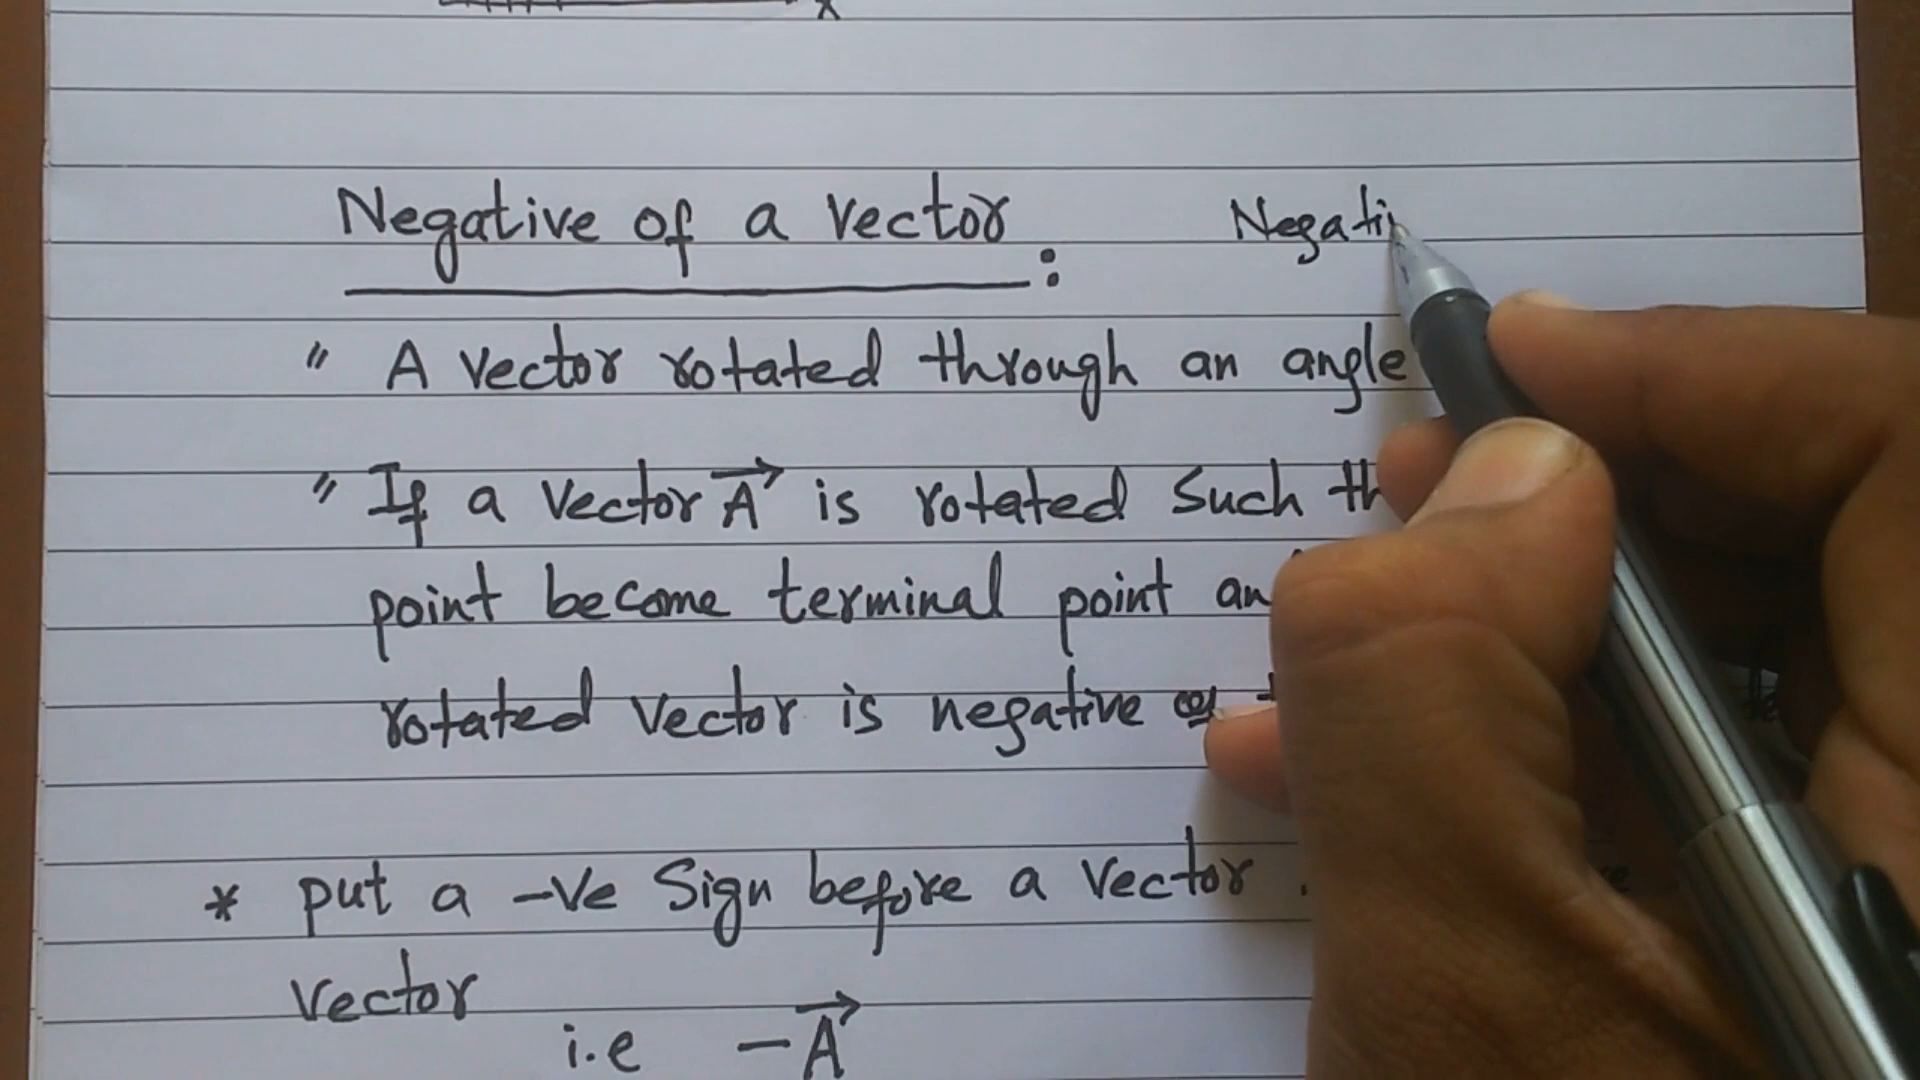 x
Negative of a vector : Negati
" A vector rotated through an angle
" If a vector A is rotated such th
point become terminal point an
rotated vector is negative of
* put a -ve sign before a vector .
vector
i.e -A